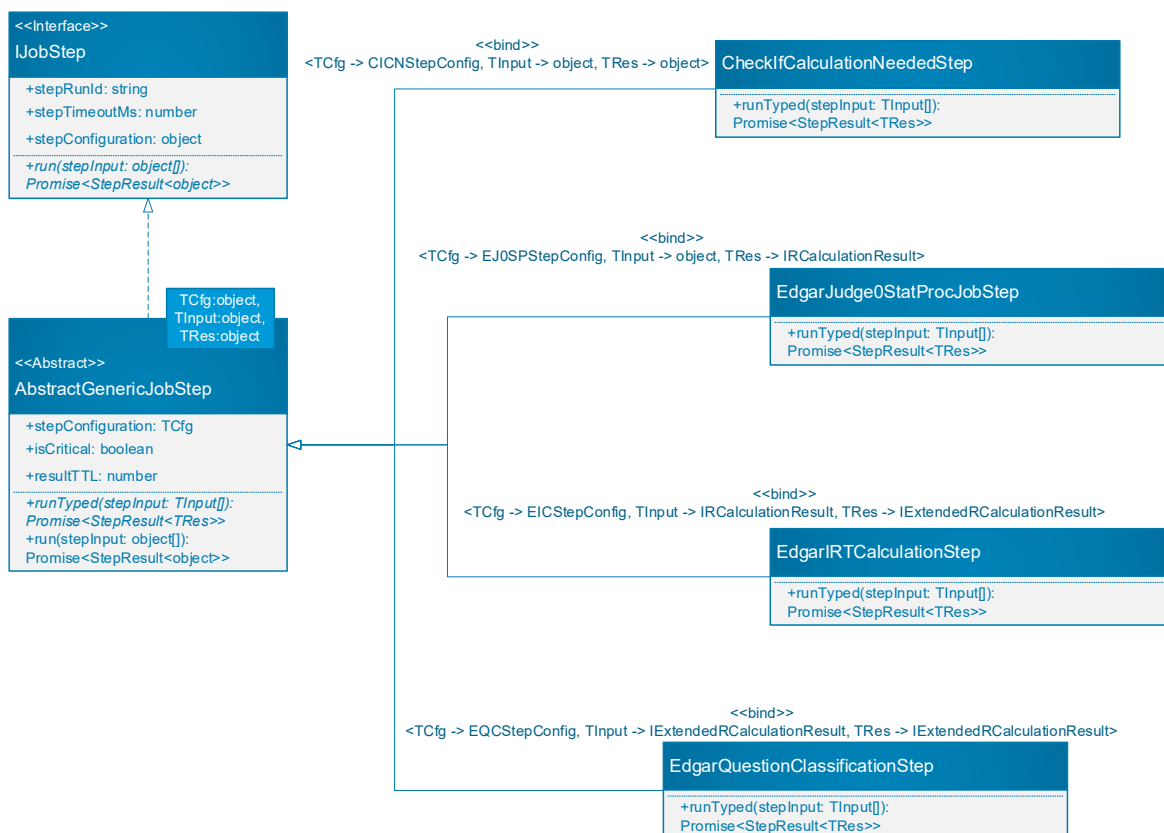 <<Interface>>
IJobStep
+stepRunId: string
+stepTimeoutMs: number
+stepConfiguration: object
+run(stepInput: object[]):
Promise<StepResult<object>>
TCfg:object,
TInput:object,
TRes:object
<<Abstract>>
AbstractGenericJobStep
+stepConfiguration: TCfg
+isCritical: boolean
+resultTTL: number
+runTyped(stepInput: TInput[]):
Promise<StepResult<TRes>>
+run(stepInput: object[]):
Promise<StepResult<object>>
<<bind>>
<TCfg -> CICNStepConfig, TInput -> object, TRes -> object>
CheckIfCalculationNeededStep
+runTyped(stepInput: TInput[]):
Promise<StepResult<TRes>>
<<bind>>
<TCfg -> EJ0SPStepConfig, TInput -> object, TRes -> IRCalculationResult>
EdgarJudge0StatProcJobStep
+runTyped(stepInput: TInput[]):
Promise<StepResult<TRes>>
<<bind>>
<TCfg -> EICStepConfig, TInput -> IRCalculationResult, TRes -> IExtendedRCalculationResult>
EdgarIRTCalculationStep
+runTyped(stepInput: TInput[]):
Promise<StepResult<TRes>>
<<bind>>
<TCfg -> EQCStepConfig, TInput -> IExtendedRCalculationResult, TRes -> IExtendedRCalculationResult>
EdgarQuestionClassificationStep
+runTyped(stepInput: TInput[]):
Promise<StepResult<TRes>>